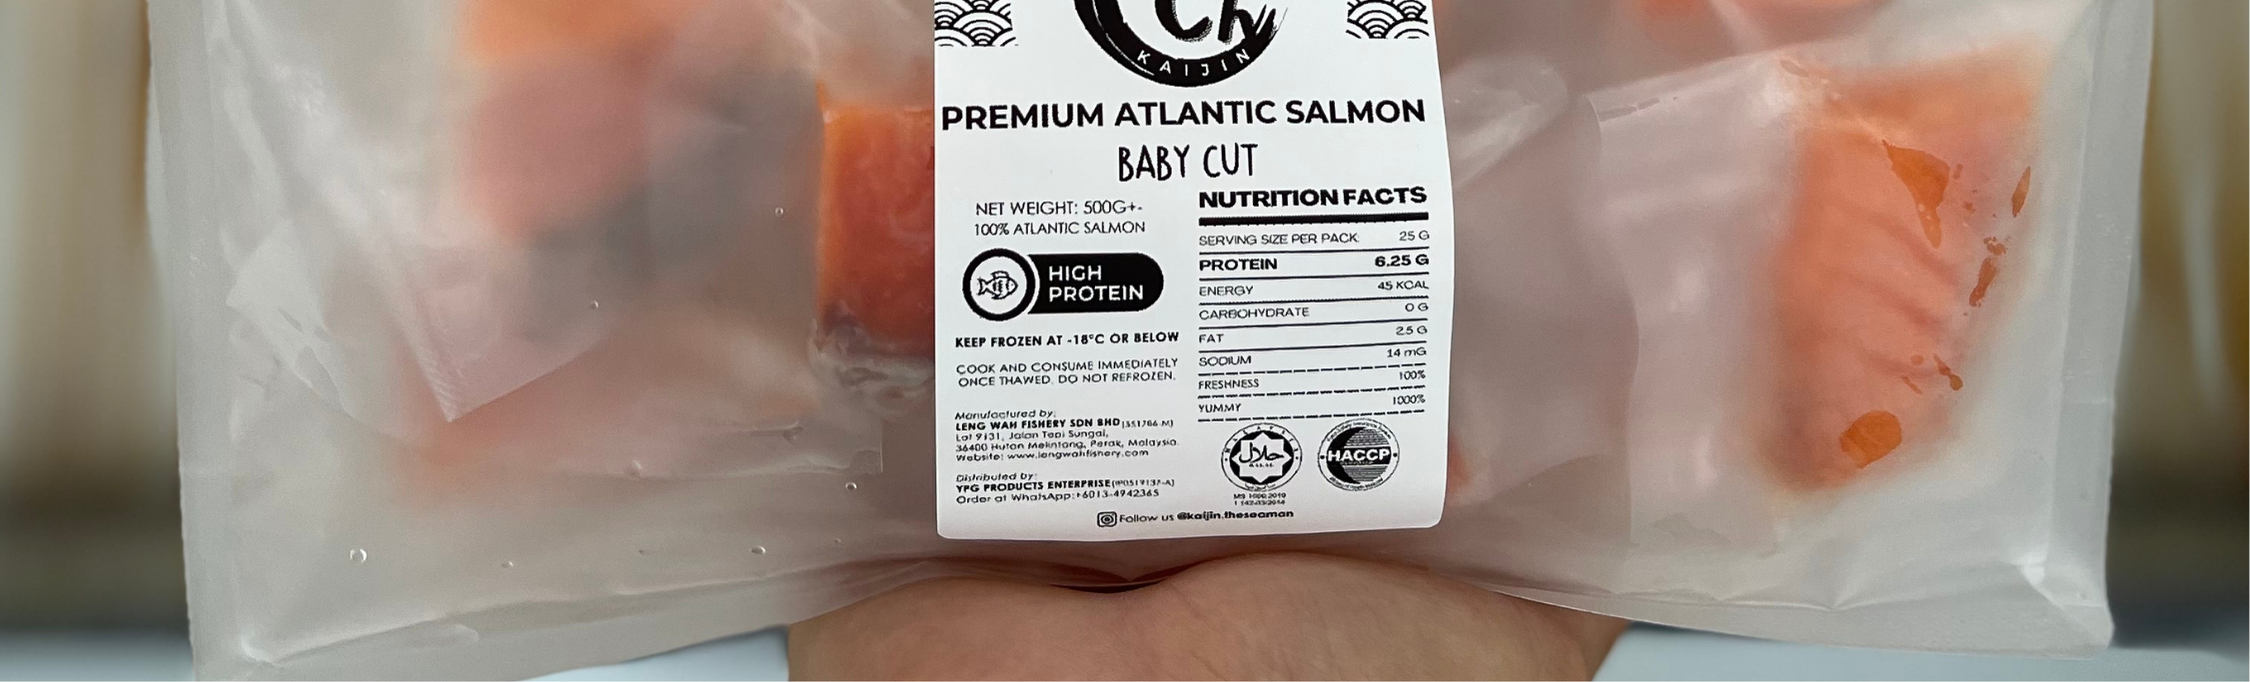 KAIJIN
PREMIUM ATLANTIC SALMON
BABY CUT
NET WEIGHT: 500G+-
100% ATLANTIC SALMON
HIGH
PROTEIN
KEEP FROZEN AT -18°C OR BELOW
COOK AND CONSUME IMMEDIATELY
ONCE THAWED. DO NOT REFROZEN.
Manufactured by:
LENG WAH FISHERY SDN BHD
Lot 9131, Jalan Tepi Sungai,
36400 Hutan Melintang, Perak, Malaysia.
Website: www.lengwahfishery.com
Distributed by:
YPG PRODUCTS ENTERPRISE
Order at WhatsApp:+6013-4942365
NUTRITION FACTS
SERVING SIZE PER PACK 25 G
PROTEIN 6.25 G
ENERGY 45 KCAL
CARBOHYDRATE 0 G
FAT 2.5 G
SODIUM 14 mG
FRESHNESS 100%
YUMMY 1000%
حلال
HACCP
Follow us @kaijin.theseaman